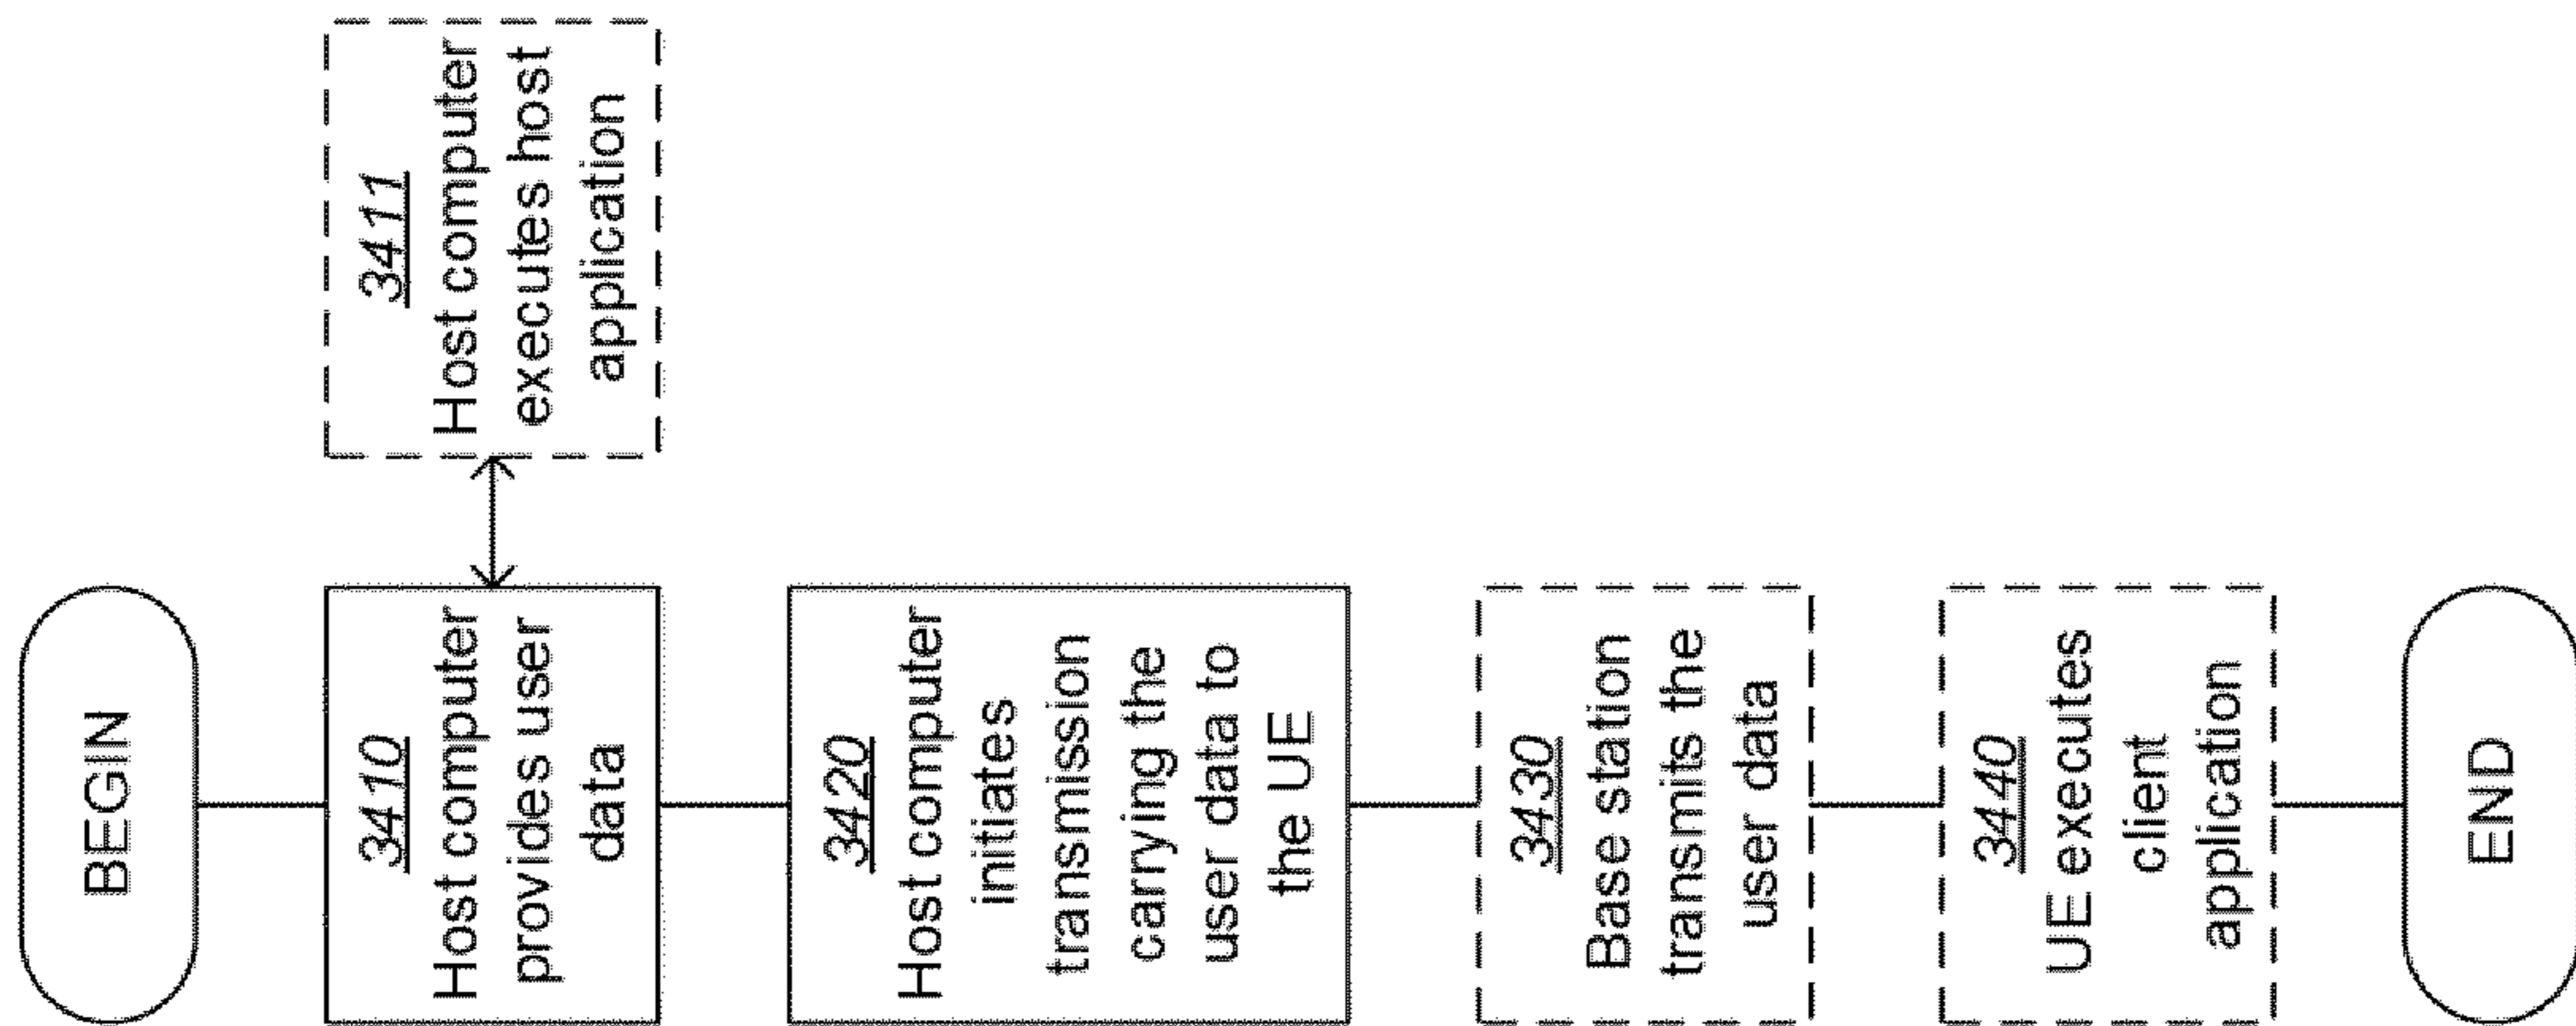 BEGIN
3410
Host computer
provides user
data
3411
Host computer
executes host
application
3420
Host computer
initiates
transmission
carrying the
user data to
the UE
3430
Base station
transmits the
user data
3440
UE executes
client
application
END